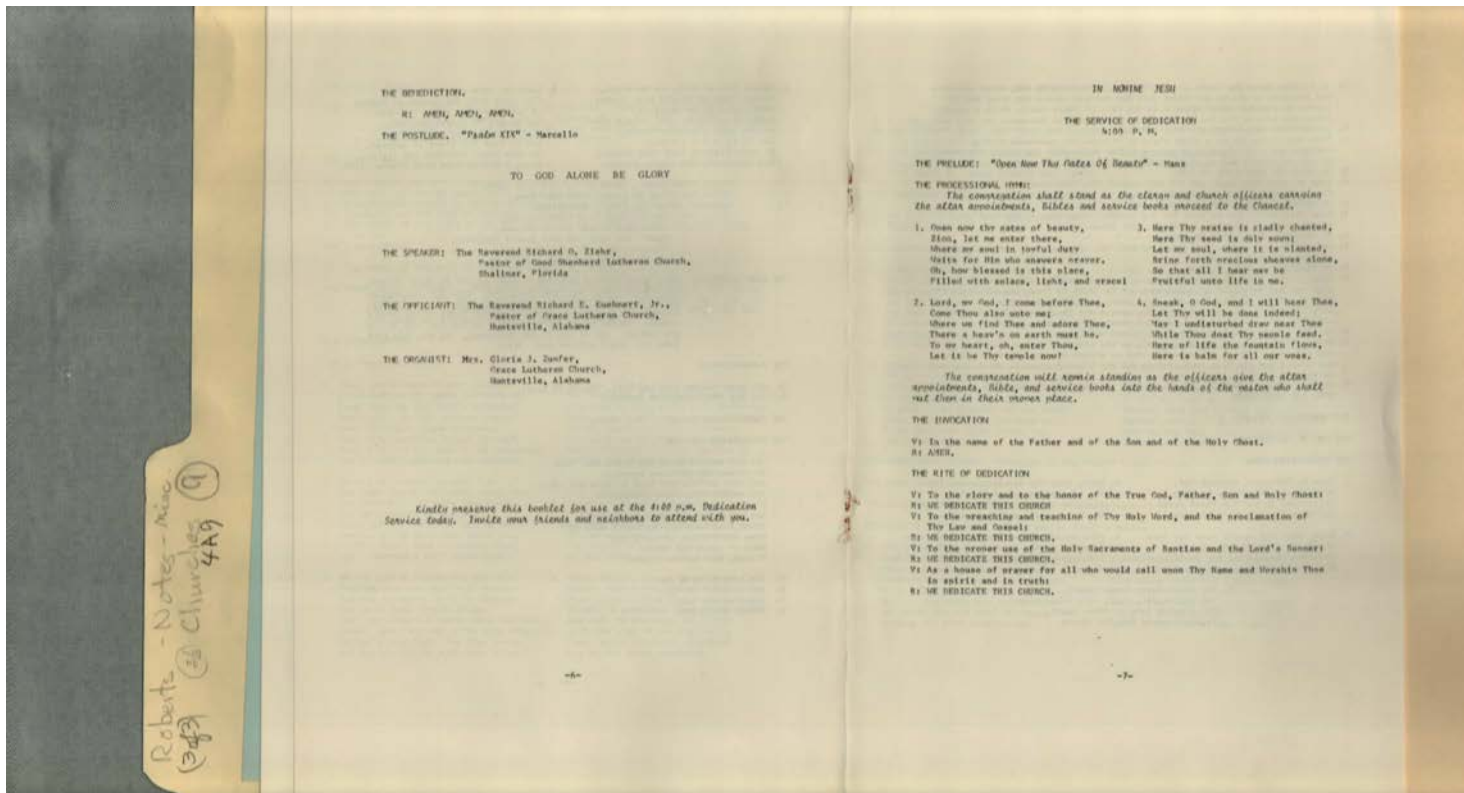 THE BENEDICTION.
R: AMEN, AMEN, AMEN.
THE POSTLUDE. "Psalm XIX" - Marcello
TO GOD ALONE BE GLORY
THE SPEAKER: The Reverend Richard O. Ziehr,
Pastor of Good Shepherd Lutheran Church,
Shalimar, Florida
THE OFFICIANT: The Reverend Richard E. Kuehnert, Jr.,
Pastor of Grace Lutheran Church,
Huntsville, Alabama
THE ORGANIST: Mrs. Gloria J.
Grace Lutheran Church,
Huntsville, Alabama
Kindly preserve this booklet for use at the 4:00 p.m. Dedication
Service today. Invite your friends and neighbors to attend with you.
-6-
IN NOMINE JESU
THE SERVICE OF DEDICATION
4:00 P. M.
THE PRELUDE: "Open Now Thy Gates Of Beauty" -
THE PROCESSIONAL HYMN:
The congregation shall stand as the clergy and church officers carrying
the altar appointments, Bibles and service books proceed to the Chancel.
1. Open now thy gates of beauty,
Zion, let me enter there,
Where my soul in joyful duty
Waits for Him who answers prayer.
Oh, how blessed is this place,
Filled with solace, light, and grace!
2. Lord, my God, I come before Thee,
Come Thou also unto me;
Where we find Thee and adore Thee,
There a heav'n on earth must be.
To my heart, oh, enter Thou,
Let it be Thy temple now!
3. Here Thy praise is gladly chanted,
Here Thy seed is duly sown;
Let my soul, where it is planted,
Bring forth precious sheaves alone,
So that all I hear may be
Fruitful unto life in me.
4. Speak, O God, and I will hear Thee,
Let Thy will be done indeed;
May I undisturbed draw near Thee
While Thou dost Thy people feed.
Here of life the fountain flows,
Here is balm for all our woes.
The congregation will remain standing as the officers give the altar
appointments, Bible, and service books into the hands of the pastor who shall
put them in their proper place.
THE INVOCATION
V: In the name of the Father and of the Son and of the Holy Ghost.
R: AMEN.
THE RITE OF DEDICATION
V: To the glory and to the honor of the True God, Father, Son and Holy Ghost:
R: WE DEDICATE THIS CHURCH
V: To the preaching and teaching of Thy Holy Word, and the proclamation of
Thy Law and Gospel:
R: WE DEDICATE THIS CHURCH.
V: To the proper use of the Holy Sacraments of Baptism and the Lord's Supper:
R: WE DEDICATE THIS CHURCH.
V: As a house of prayer for all who would call upon Thy Name and Worship Thee
in spirit and in truth:
R: WE DEDICATE THIS CHURCH.
-7-
Roberts - Notes - Misc.
(3of3) Churches 9
4A9